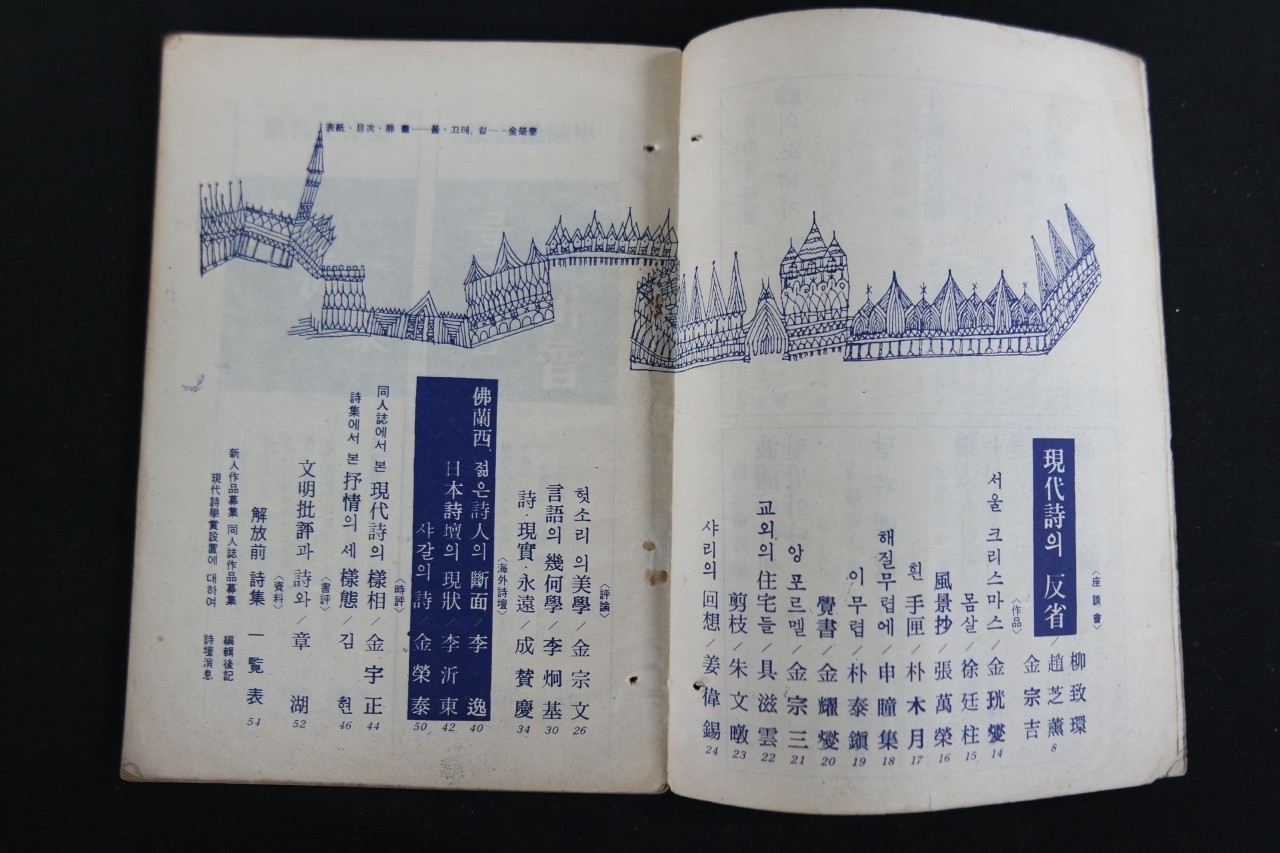 〈座談會〉
現代詩의 反省/柳致環
趙芝薰
金宗吉
8
〈作品〉
서울 크리스마스/金珖燮 14
몸살/徐廷柱 15
風景抄/張萬榮 16
흰 手匣/朴木月 17
해질무렵에/申瞳集 18
이 무렵/朴泰鎭 19
覺書/金耀燮 20
앙포르멜/金宗三 21
교외의 住宅들/具滋雲 22
剪枝/朱文暾 23
샤리의 回想/姜偉錫 24
表紙·目次·扉畫──金榮泰
〈評論〉
헛소리의 美學/金宗文 26
言語의 幾何學/李炯基 30
詩·現實·永遠/成贊慶 34
〈海外詩壇〉
佛蘭西 젊은詩人의 斷面/李逸 40
日本詩壇의 現狀/李沂東 42
샤갈의 詩/金榮泰 50
〈時評〉
同人誌에서 본 現代詩의 樣相/金宇正 44
詩集에서 본 抒情의 세 樣態/김현 46
〈書評〉
文明批評과 詩와/章湖 52
〈資料〉
解放前 詩集 一覽表 54
新人作品募集 同人誌作品募集 編輯後記
現代詩學賞設置에 대하여 詩壇消息